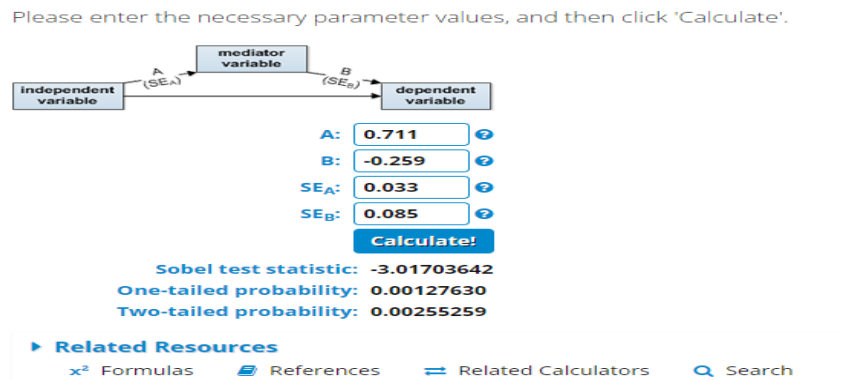 Please enter the necessary parameter values, and then click 'Calculate'.
mediator
variable
A
(SEA)
B
(SEB)
independent
variable
dependent
variable
A: 0.711
B: -0.259
SEA: 0.033
SEB: 0.085
Calculate!
Sobel test statistic: -3.01703642
One-tailed probability: 0.00127630
Two-tailed probability: 0.00255259
Related Resources
x² Formulas References Related Calculators Search